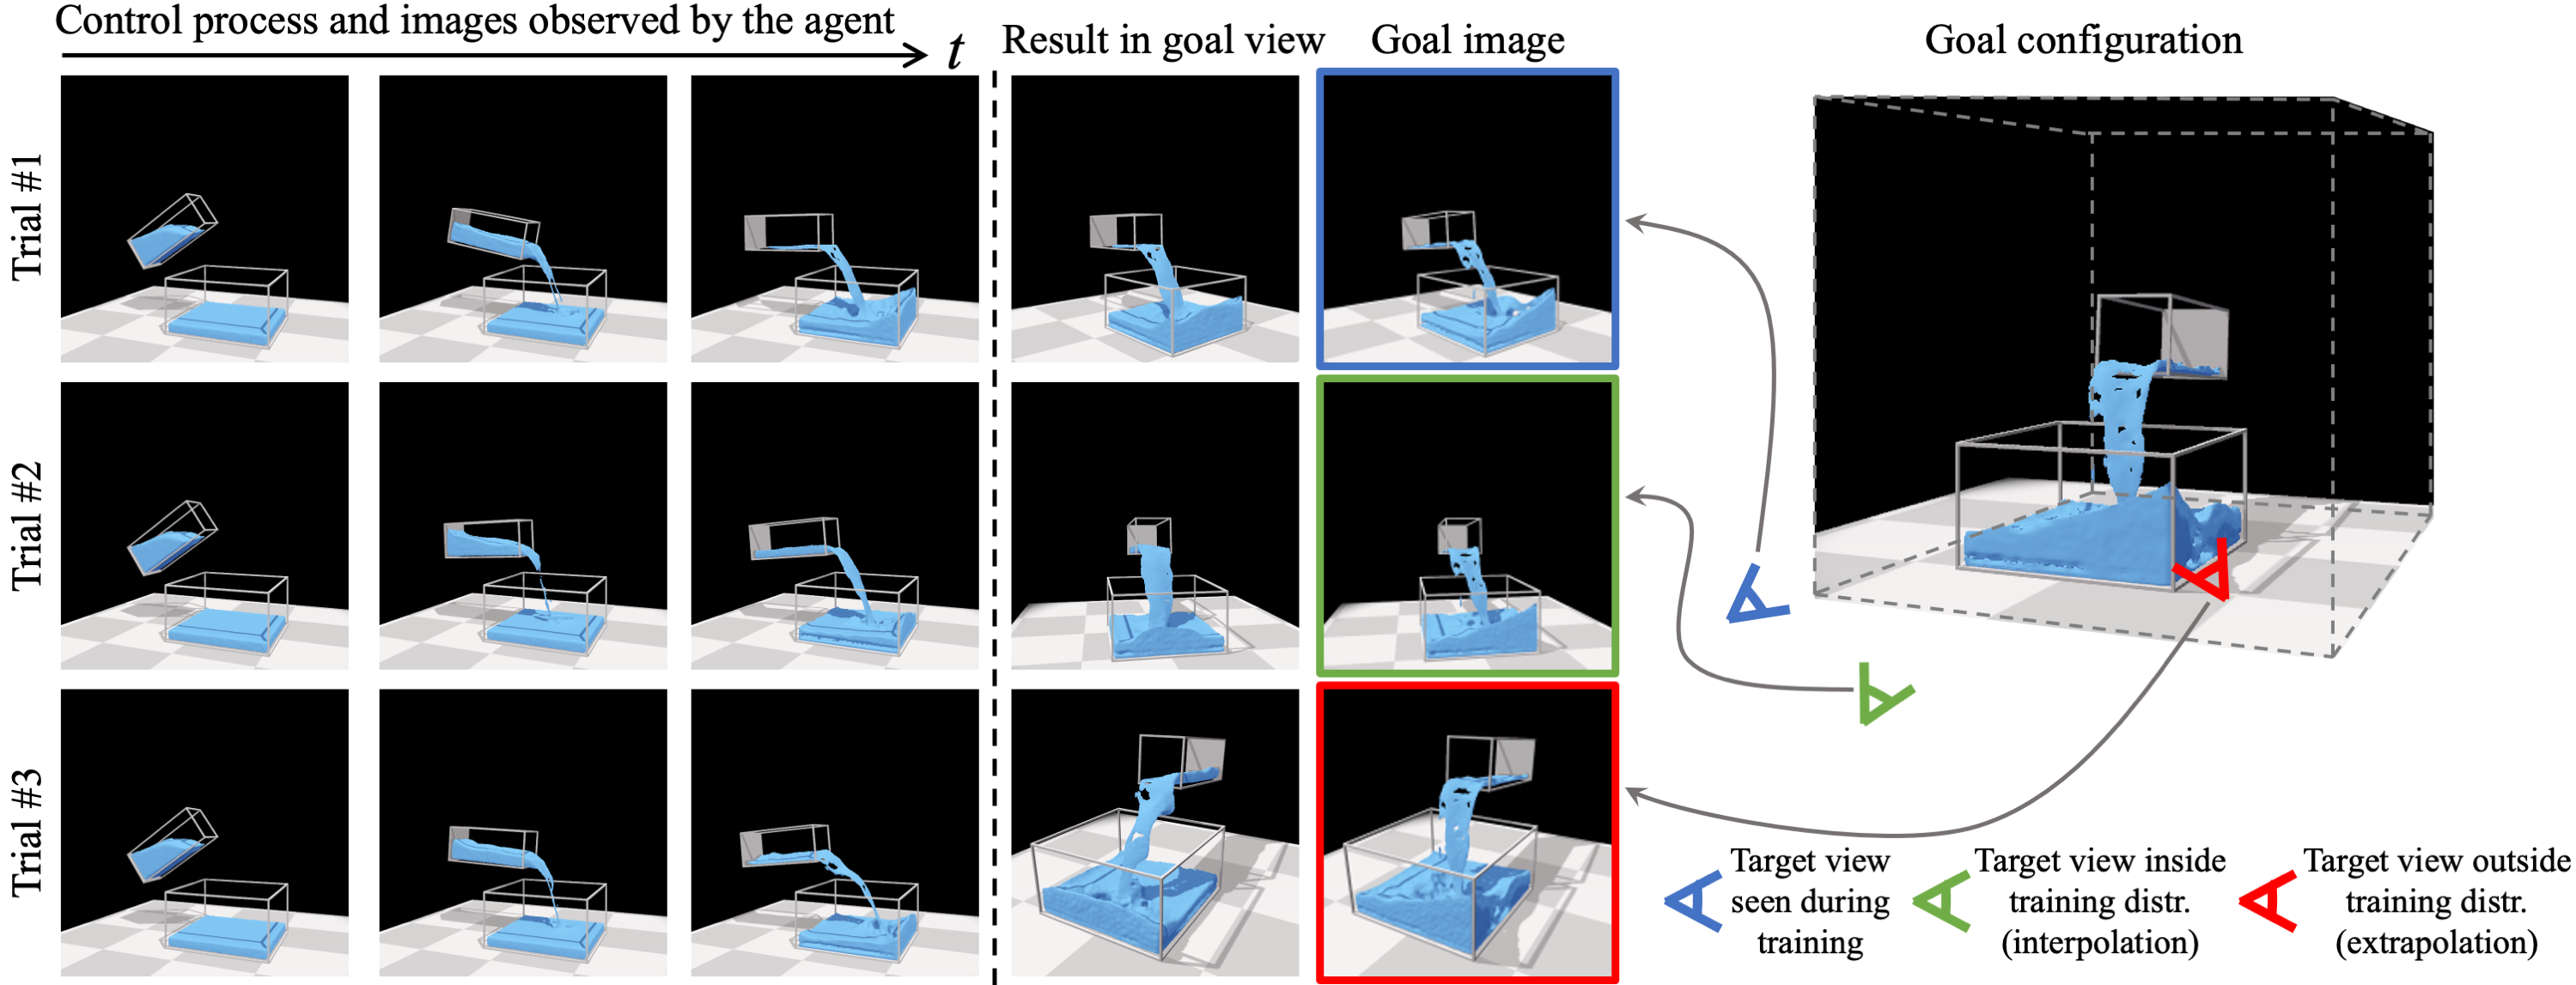 Control process and images observed by the agent
t
Result in goal view
Goal image
Goal configuration
Trial #1
Trial #2
Trial #3
Target view
seen during
training
Target view inside
training distr.
(interpolation)
Target view outside
training distr.
(extrapolation)